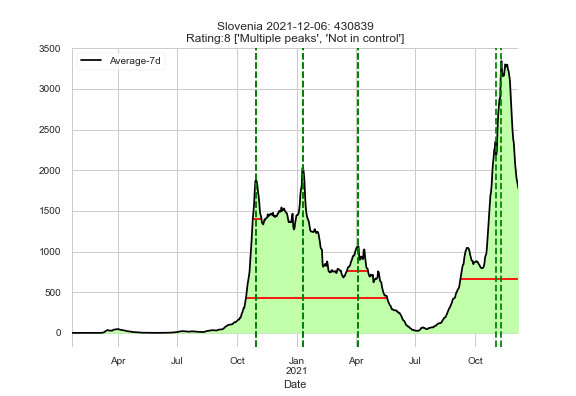 Slovenia 2021-12-06: 430839
Rating:8 ['Multiple peaks', 'Not in control']
Average-7d
3500
3000
2500
2000
1500
1000
500
0
Apr Jul Oct Jan Apr Jul Oct
2021
Date